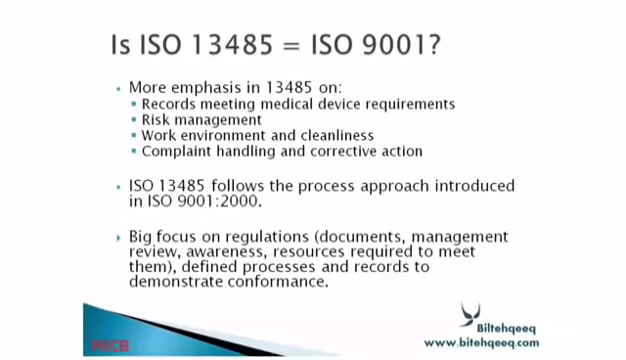 Is ISO 13485 = ISO 9001?
More emphasis in 13485 on:
Records meeting medical device requirements
Risk management
Work environment and cleanliness
Complaint handling and corrective action
ISO 13485 follows the process approach introduced
in ISO 9001:2000.
Big focus on regulations (documents, management
review, awareness, resources required to meet
them), defined processes and records to
demonstrate conformance.
Biltehqeeq
www.bitehqeeq.com
PECB